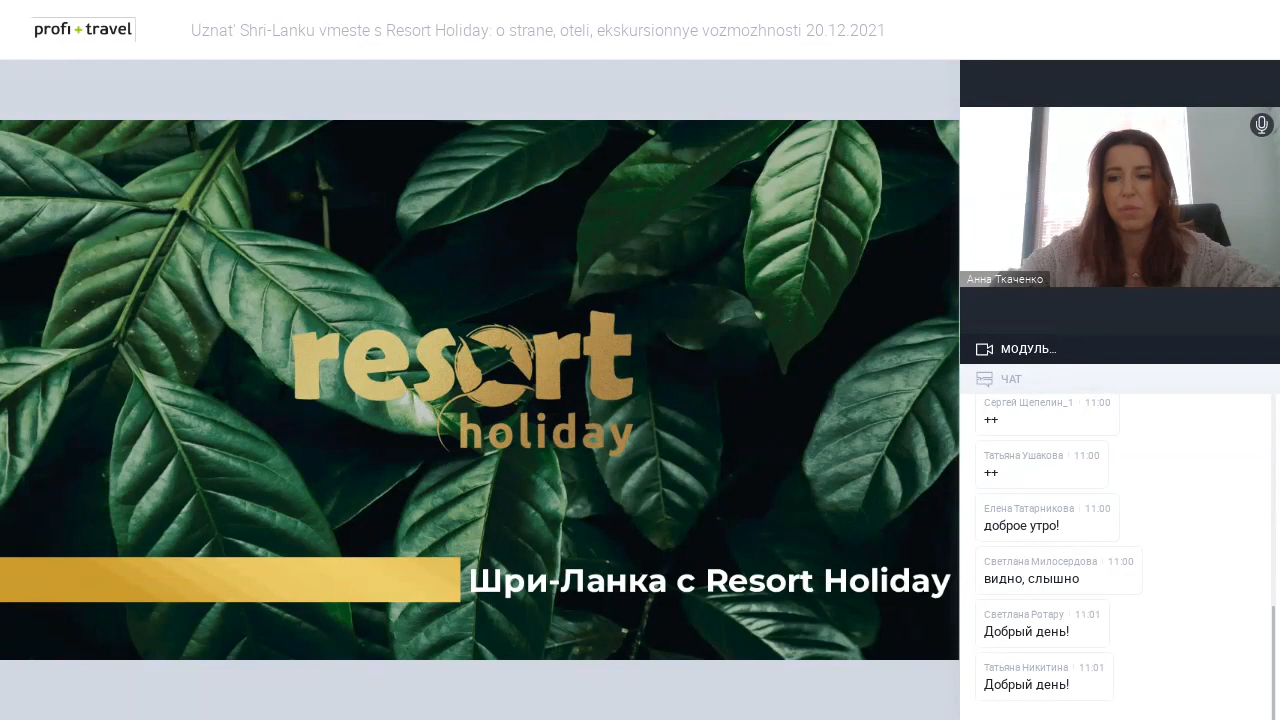 profi travel
Uznat' Shri-Lanku vmeste s Resort Holiday: o strane, oteli, ekskursionnye vozmozhnosti 20.12.2021
resort
holiday
Шри-Ланка с Resort Holiday
Анна Ткаченко
МОДУЛЬ...
ЧАТ
Сергей Щепелин_1 11:00
++
Татьяна Ушакова 11:00
++
Елена Татарникова 11:00
доброе утро!
Светлана Милосердова 11:00
видно, слышно
Светлана Ротару 11:01
Добрый день!
Татьяна Никитина 11:01
Добрый день!